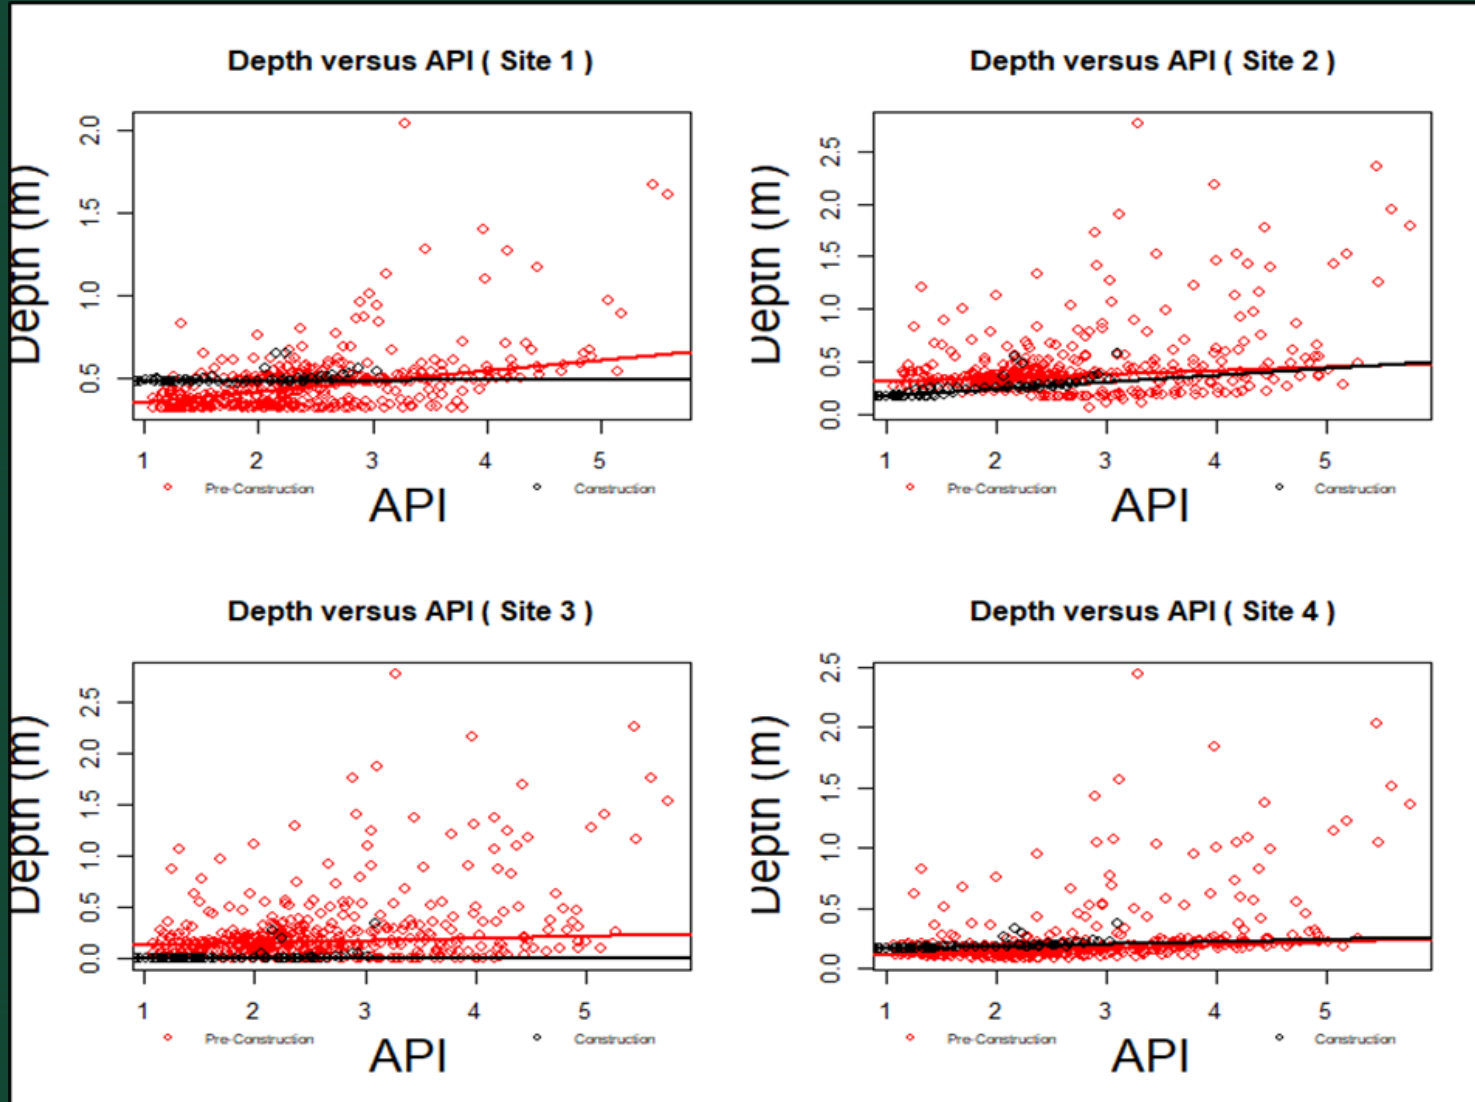 Depth versus API ( Site 1 )
Depth (m)
2.0
1.5
1.0
0.5
1 2 3 4 5
Pre-Construction Construction
API
Depth versus API ( Site 2 )
Depth (m)
2.5
2.0
1.5
1.0
0.5
0.0
1 2 3 4 5
Pre-Construction Construction
API
Depth versus API ( Site 3 )
Depth (m)
2.5
2.0
1.5
1.0
0.5
0.0
1 2 3 4 5
Pre-Construction Construction
API
Depth versus API ( Site 4 )
Depth (m)
2.5
2.0
1.5
1.0
0.5
0.0
1 2 3 4 5
Pre-Construction Construction
API